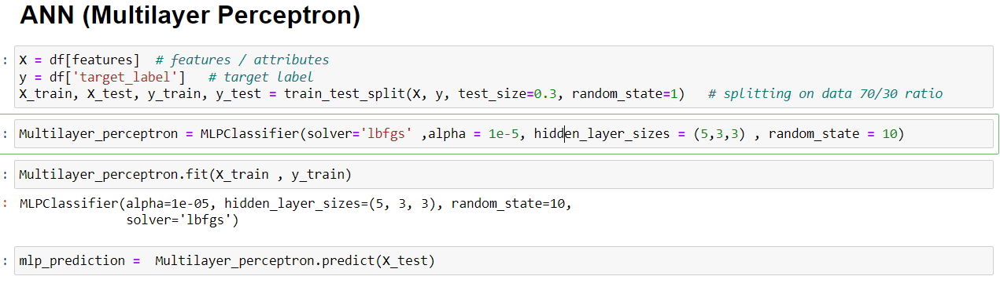 ANN (Multilayer Perceptron)
: X = df[features]  # features / attributes
y = df['target_label']   # target label
X_train, X_test, y_train, y_test = train_test_split(X, y, test_size=0.3, random_state=1)   # splitting on data 70/30 ratio
: Multilayer_perceptron = MLPClassifier(solver='lbfgs' ,alpha = 1e-5, hidden_layer_sizes = (5,3,3) , random_state = 10)
: Multilayer_perceptron.fit(X_train , y_train)
: MLPClassifier(alpha=1e-05, hidden_layer_sizes=(5, 3, 3), random_state=10,
solver='lbfgs')
: mlp_prediction =  Multilayer_perceptron.predict(X_test)